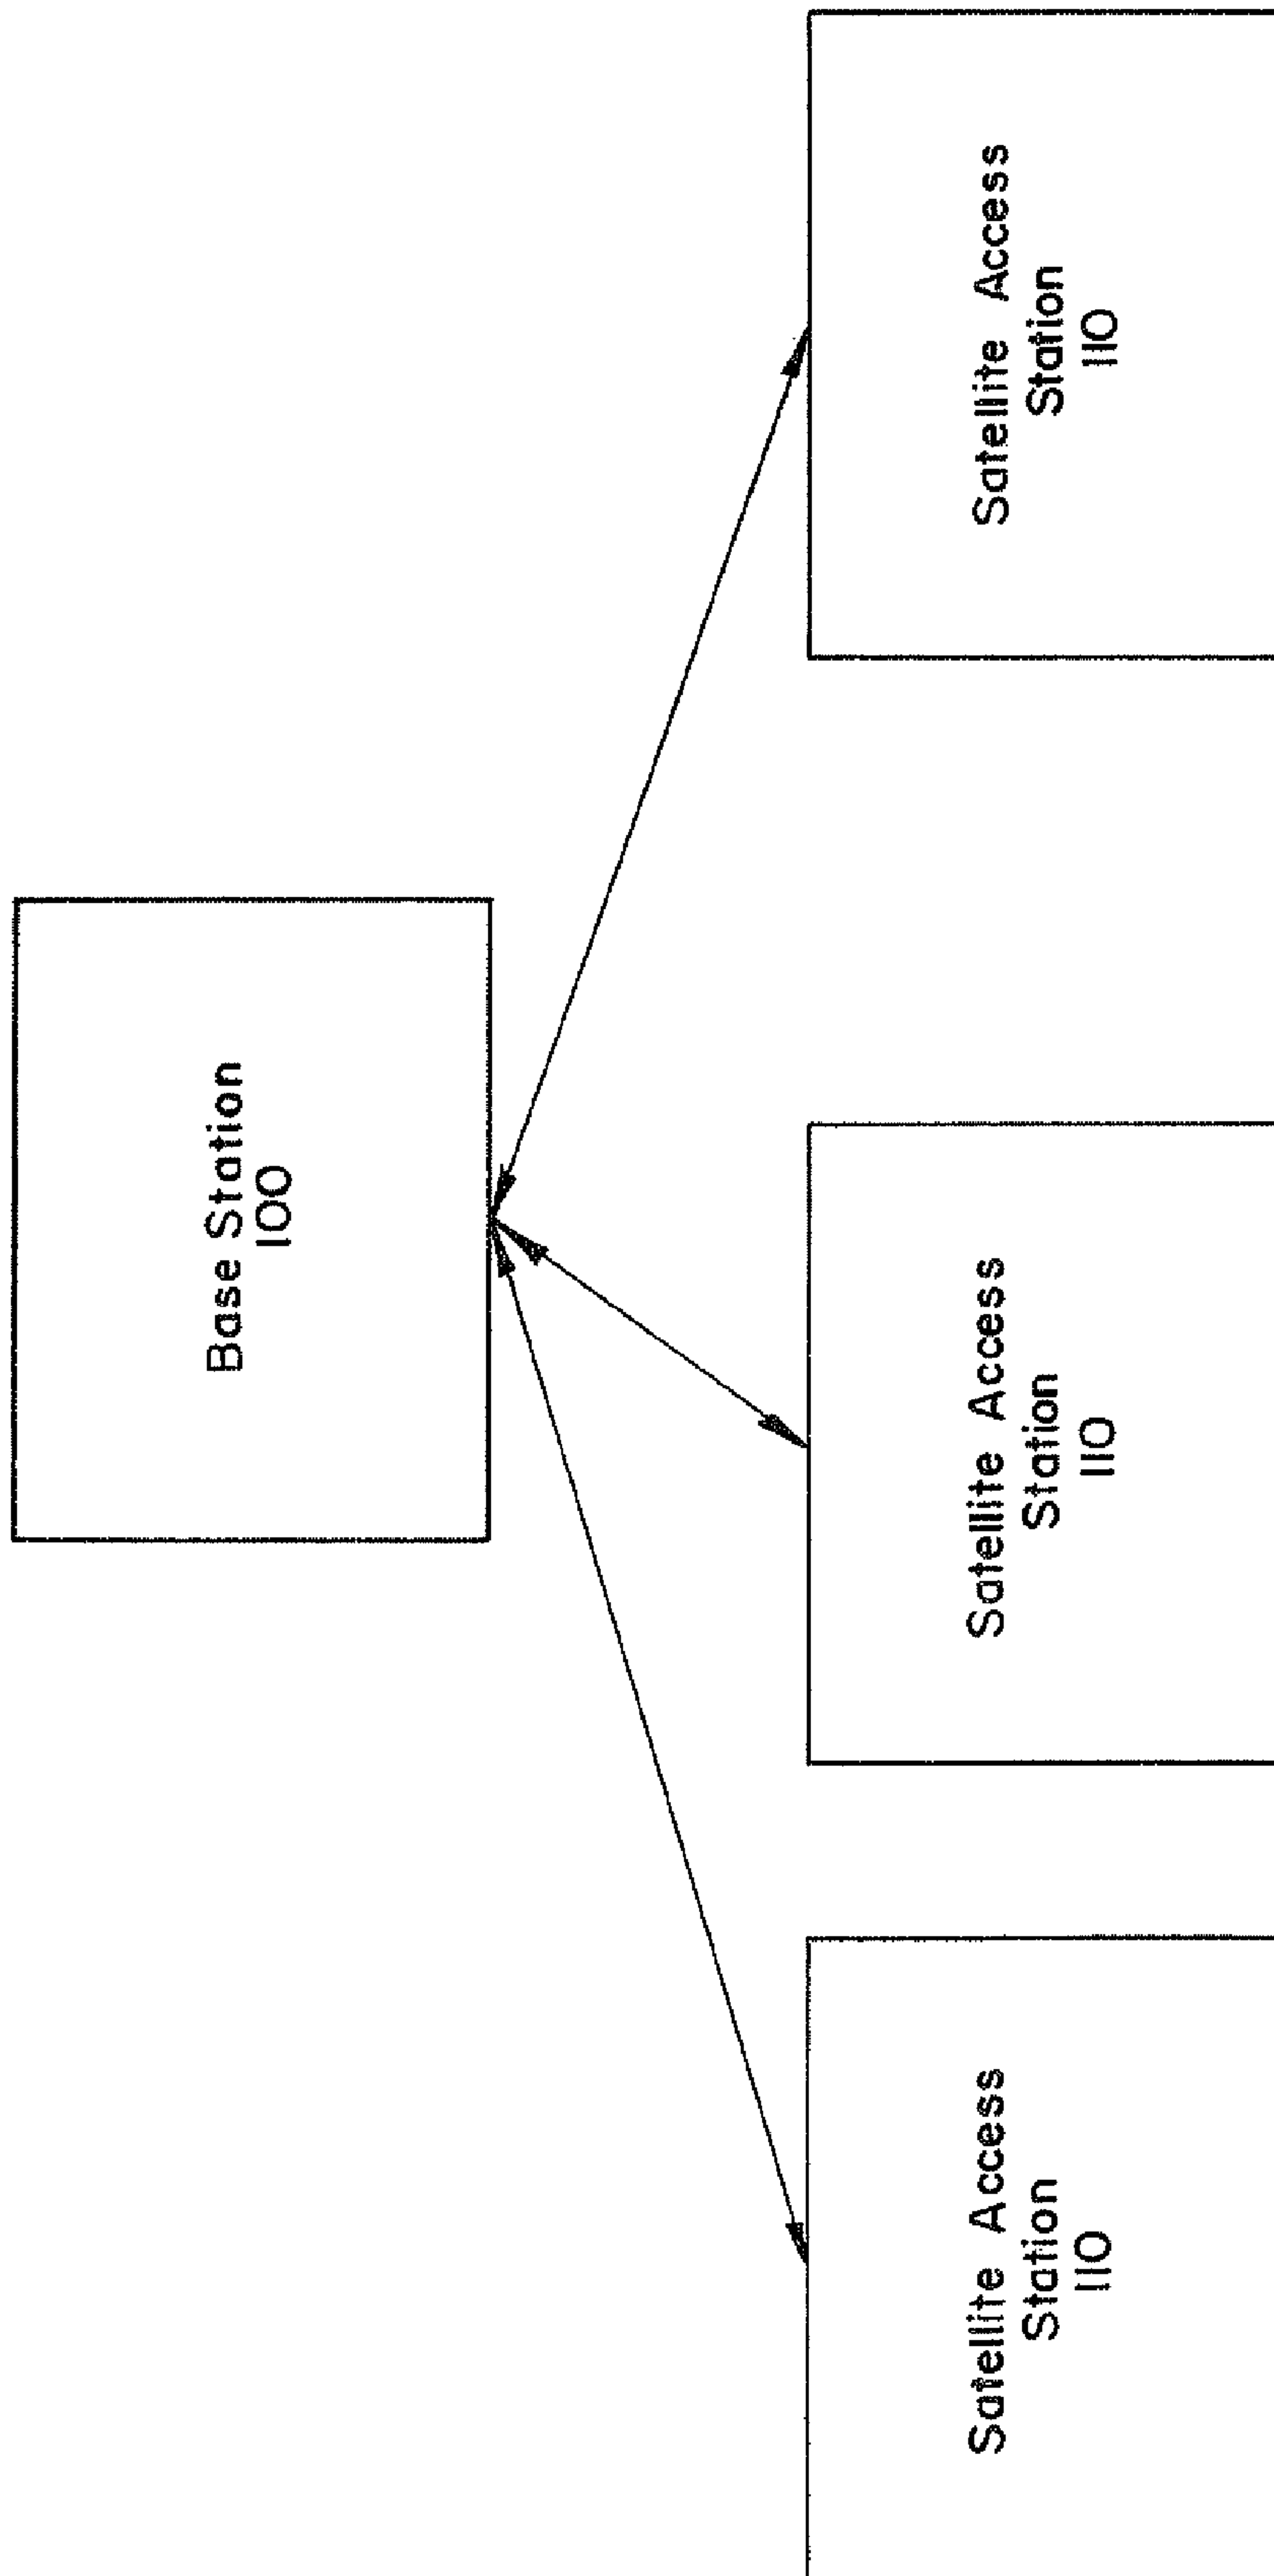 Base Station
100
Satellite Access
Station
110
Satellite Access
Station
110
Satellite Access
Station
110